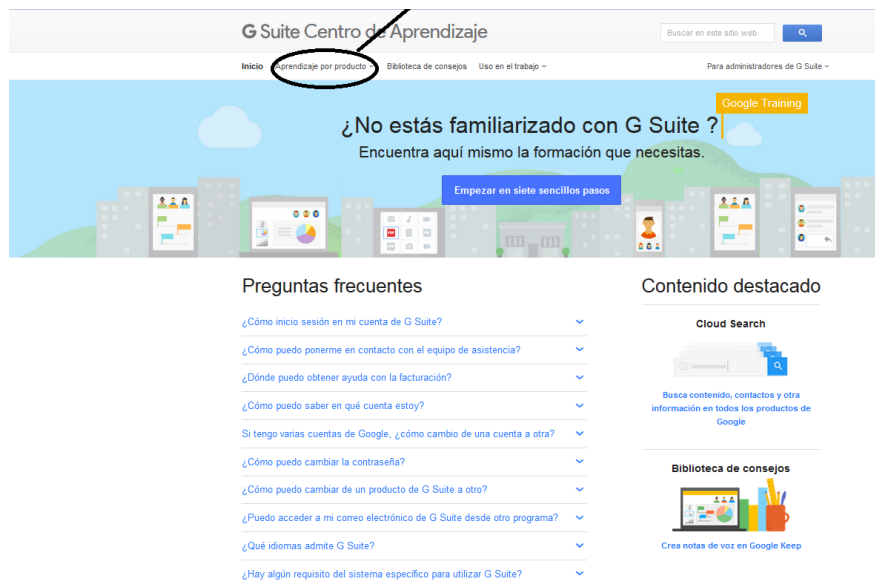 G Suite Centro de Aprendizaje
Buscar en este sitio web
Inicio
Aprendizaje por producto
Biblioteca de consejos
Uso en el trabajo
Para administradores de G Suite
Google Training
¿No estás familiarizado con G Suite ?
Encuentra aquí mismo la formación que necesitas.
Empezar en siete sencillos pasos
PDF
Preguntas frecuentes
¿Cómo inicio sesión en mi cuenta de G Suite?
¿Cómo puedo ponerme en contacto con el equipo de asistencia?
¿Dónde puedo obtener ayuda con la facturación?
¿Cómo puedo saber en qué cuenta estoy?
Si tengo varias cuentas de Google, ¿cómo cambio de una cuenta a otra?
¿Cómo puedo cambiar la contraseña?
¿Cómo puedo cambiar de un producto de G Suite a otro?
¿Puedo acceder a mi correo electrónico de G Suite desde otro programa?
¿Qué idiomas admite G Suite?
¿Hay algún requisito del sistema específico para utilizar G Suite?
Contenido destacado
Cloud Search
Busca contenido, contactos y otra
información en todos los productos de
Google
Biblioteca de consejos
Crea notas de voz en Google Keep